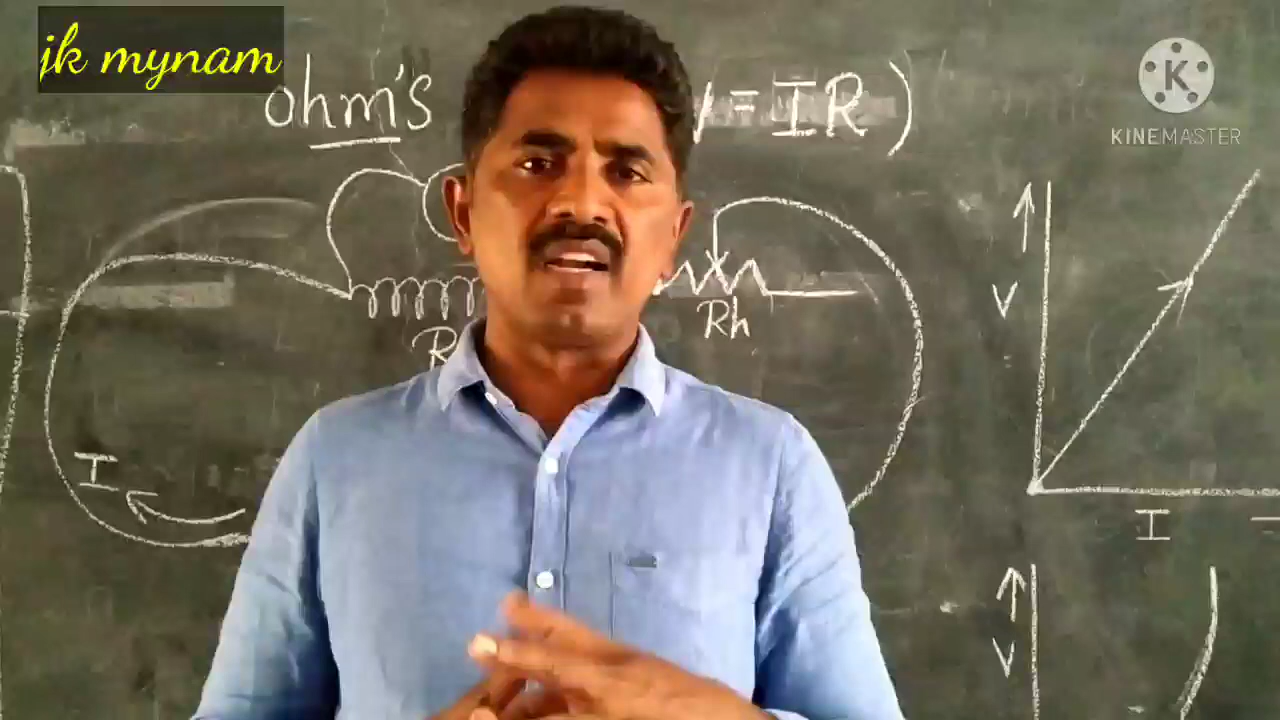 jk mynam
KINEMASTER
ohm's V = IR )
V
Rh
I
I
V